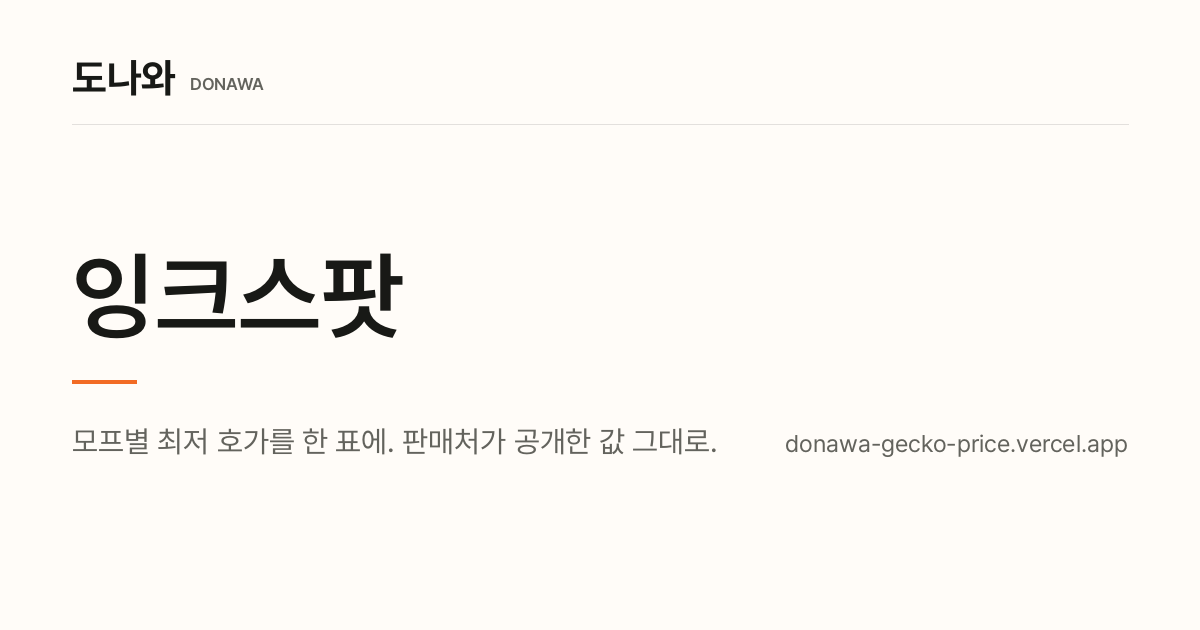 도나와 DONAWA
잉크스팟
모프별 최저 호가를 한 표에. 판매처가 공개한 값 그대로. donawa-gecko-price.vercel.app